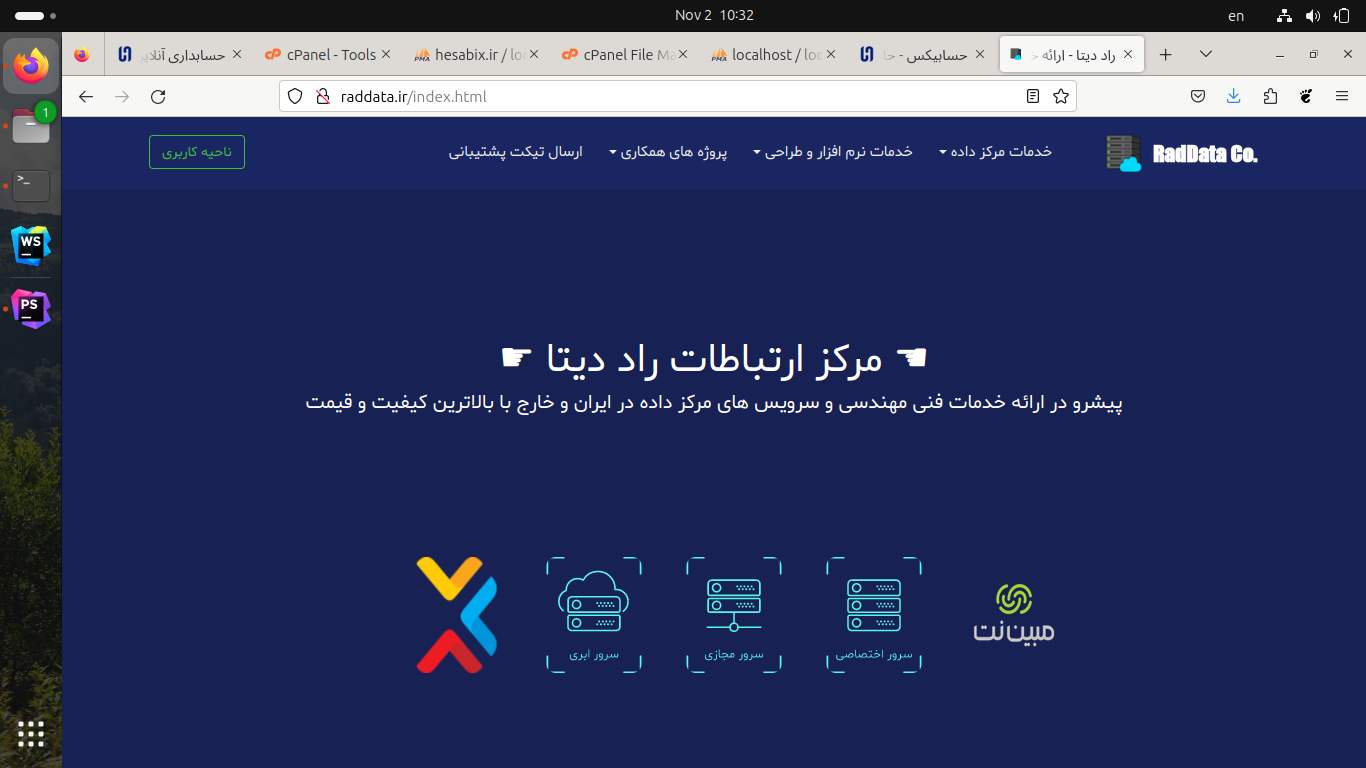 Nov 2 10:32
en
1
حسابداری آنلایر
cPanel - Tools
hesabix.ir / loc
cPanel File Ma
localhost / loc
حسابیکس - حا
راد دیتا - ارائه خ
raddata.ir/index.html
RadData Co.
خدمات مرکز داده
خدمات نرم افزار و طراحی
پروژه های همکاری
ارسال تیکت پشتیبانی
ناحیه کاربری
☚ مرکز ارتباطات راد دیتا ☛
پیشرو در ارائه خدمات فنی مهندسی و سرویس های مرکز داده در ایران و خارج با بالاترین کیفیت و قیمت
مبین‌نت
سرور اختصاصی
سرور مجازی
سرور ابری
>_
WS
PS